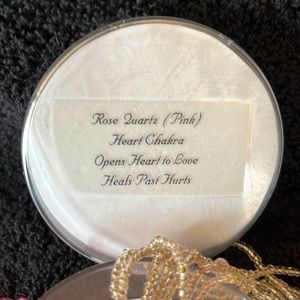 Rose Quartz (Pink)
Heart Chakra
Opens Heart to Love
Heals Past Hurts